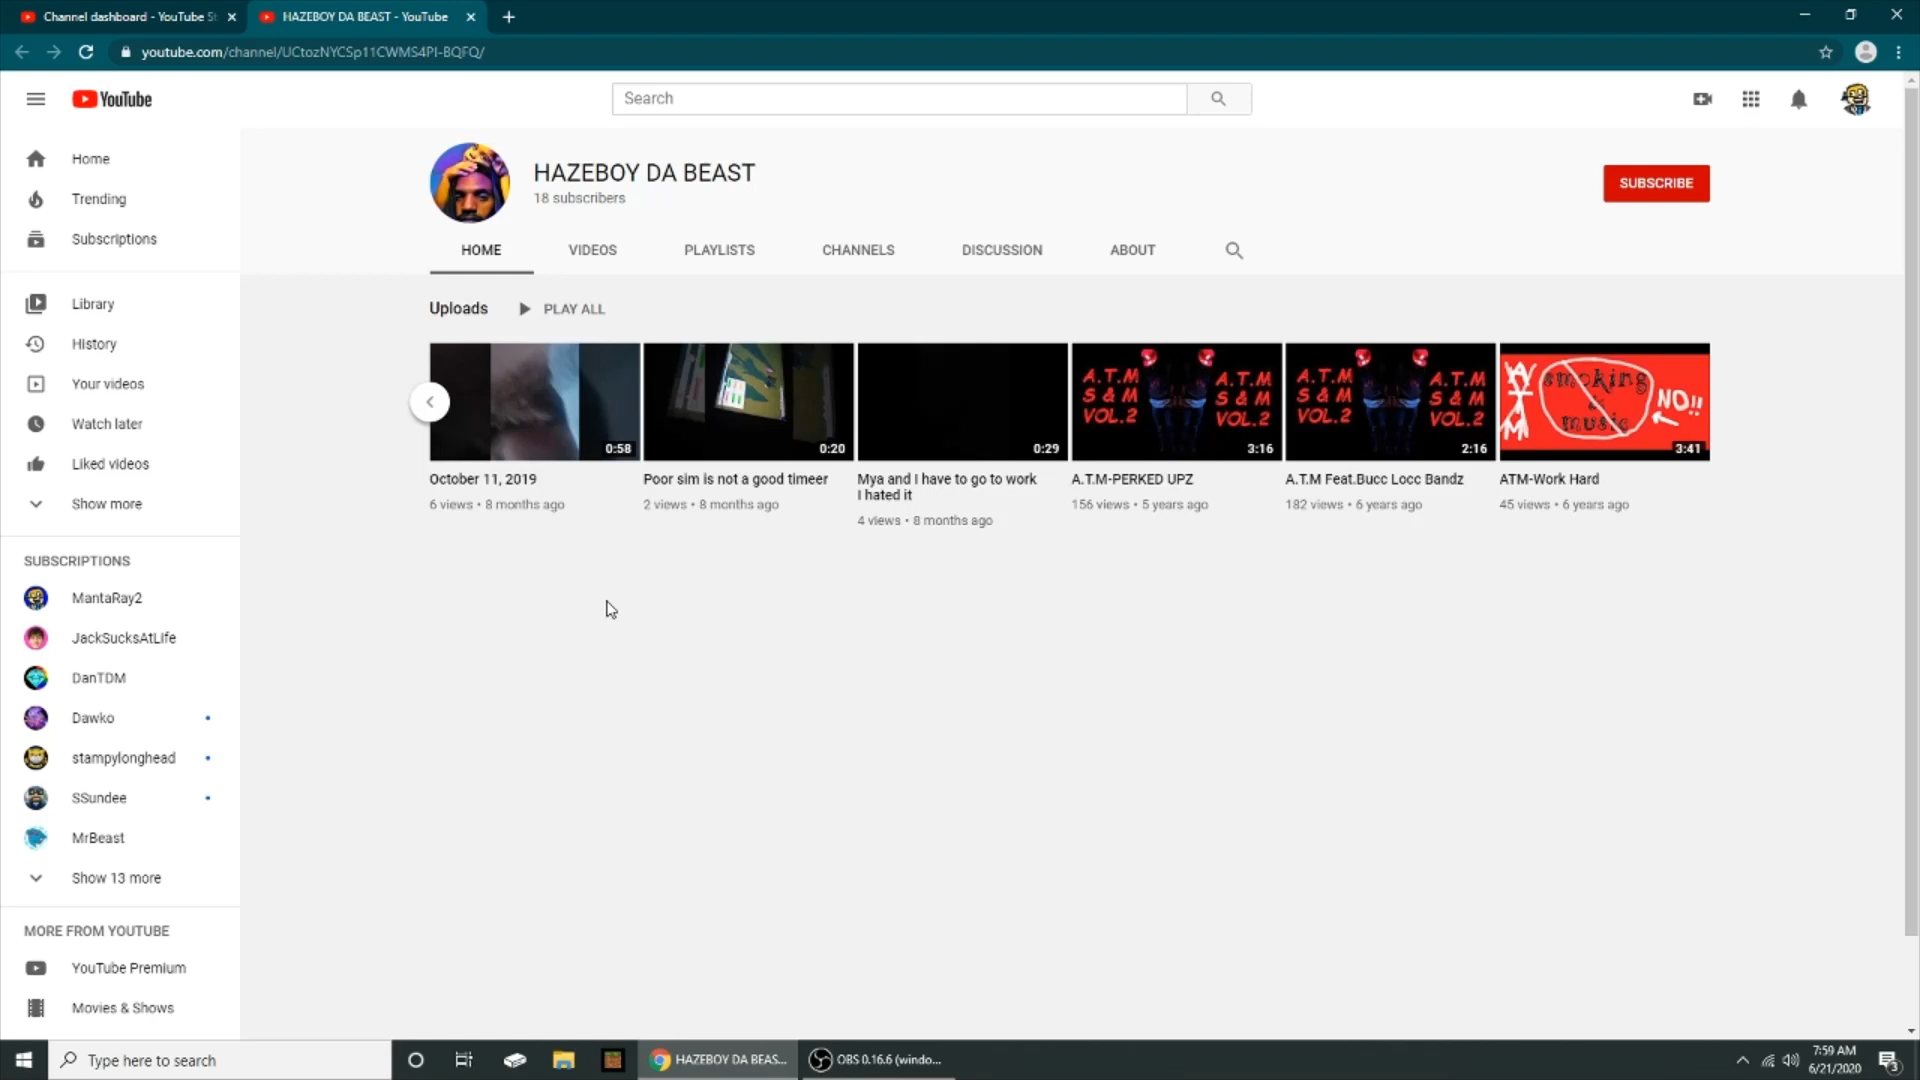 Channel dashboard - YouTube St
HAZEBOY DA BEAST - YouTube
youtube.com/channel/UCtozNYCSp11CWMS4PI-BQFQ/
YouTube
Search
Home
Trending
Subscriptions
Library
History
Your videos
Watch later
Liked videos
Show more
SUBSCRIPTIONS
MantaRay2
JackSucksAtLife
DanTDM
Dawko
stampylonghead
SSundee
MrBeast
Show 13 more
MORE FROM YOUTUBE
YouTube Premium
Movies & Shows
HAZEBOY DA BEAST
18 subscribers
SUBSCRIBE
HOME VIDEOS PLAYLISTS CHANNELS DISCUSSION ABOUT
Uploads PLAY ALL
0:58
October 11, 2019
6 views • 8 months ago
0:20
Poor sim is not a good timeer
2 views • 8 months ago
0:29
Mya and I have to go to work
I hated it
4 views • 8 months ago
A.T.M
S & M
VOL.2
A.T.M
S & M
VOL.2
3:16
A.T.M-PERKED UPZ
156 views • 5 years ago
A.T.M
S & M
VOL.2
A.T.M
S & M
VOL.2
2:16
A.T.M Feat.Bucc Locc Bandz
182 views • 6 years ago
smoking
music
NO!!
3:41
ATM-Work Hard
45 views • 6 years ago
Type here to search
HAZEBOY DA BEAS...
OBS 0.16.6 (windo...
7:59 AM
6/21/2020
3